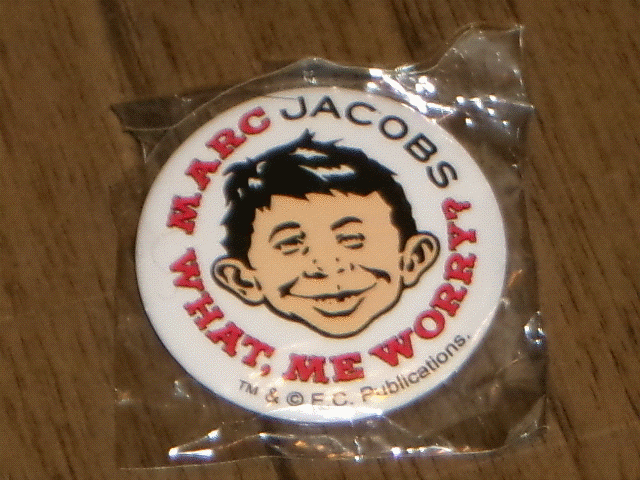 MARC JACOBS
WHAT, ME WORRY?
™ & © E.C. Publications.